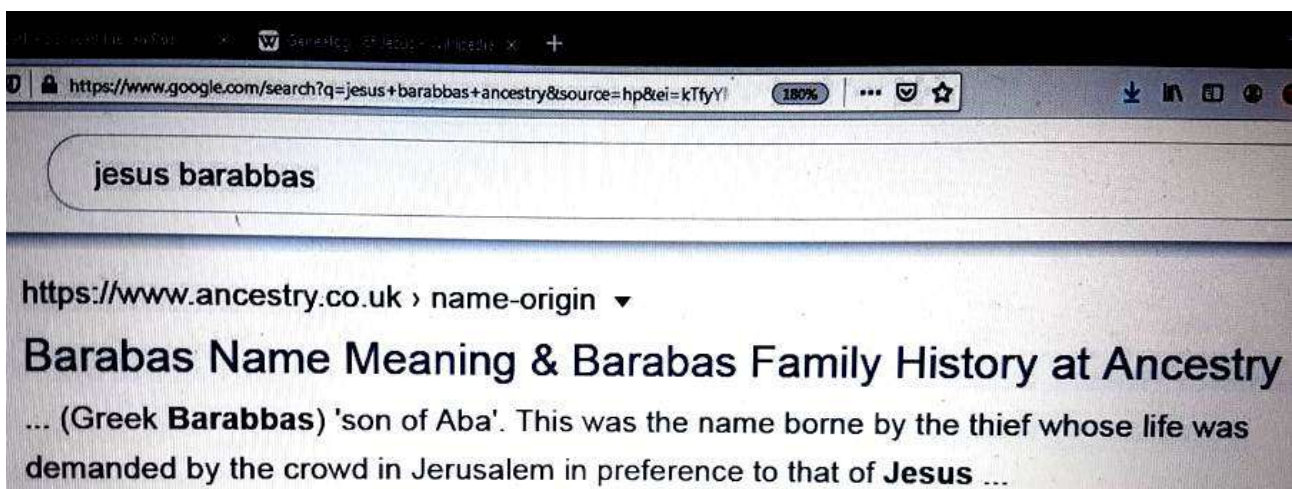 +
https://www.google.com/search?q=jesus+barabbas+ancestry&source=hp&ei=kTfyY 180%
jesus barabbas
https://www.ancestry.co.uk › name-origin
Barabas Name Meaning & Barabas Family History at Ancestry
... (Greek Barabbas) 'son of Aba'. This was the name borne by the thief whose life was
demanded by the crowd in Jerusalem in preference to that of Jesus ...